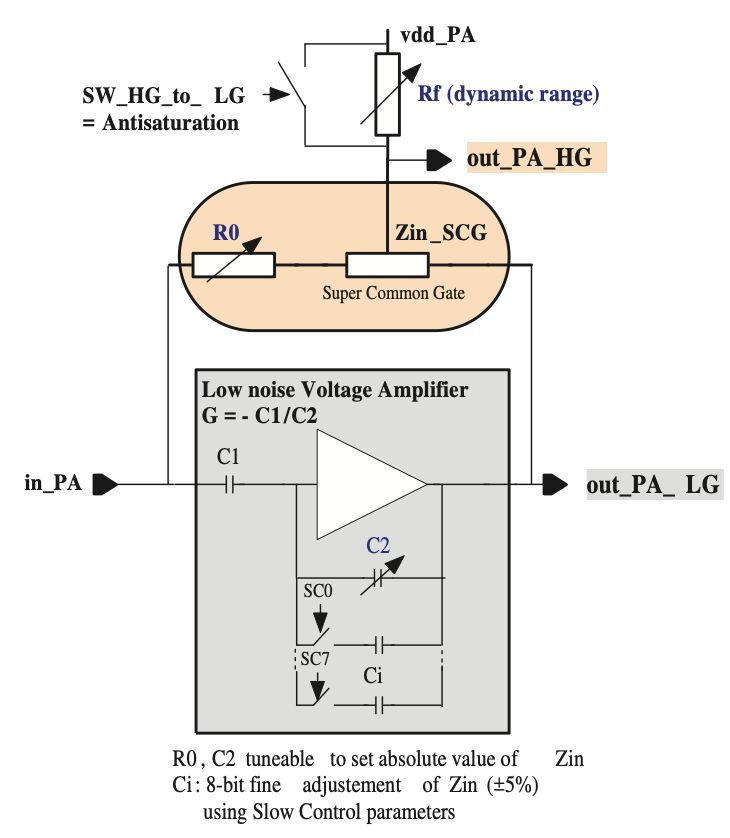 vdd_PA
SW_HG_to_ LG
= Antisaturation
Rf (dynamic range)
out_PA_HG
R0
Zin_SCG
Super Common Gate
Low noise Voltage Amplifier
G = - C1/C2
C1
in_PA
out_PA_ LG
C2
SC0
SC7
Ci
R0 , C2 tuneable to set absolute value of Zin
Ci : 8-bit fine adjustement of Zin (±5%)
using Slow Control parameters